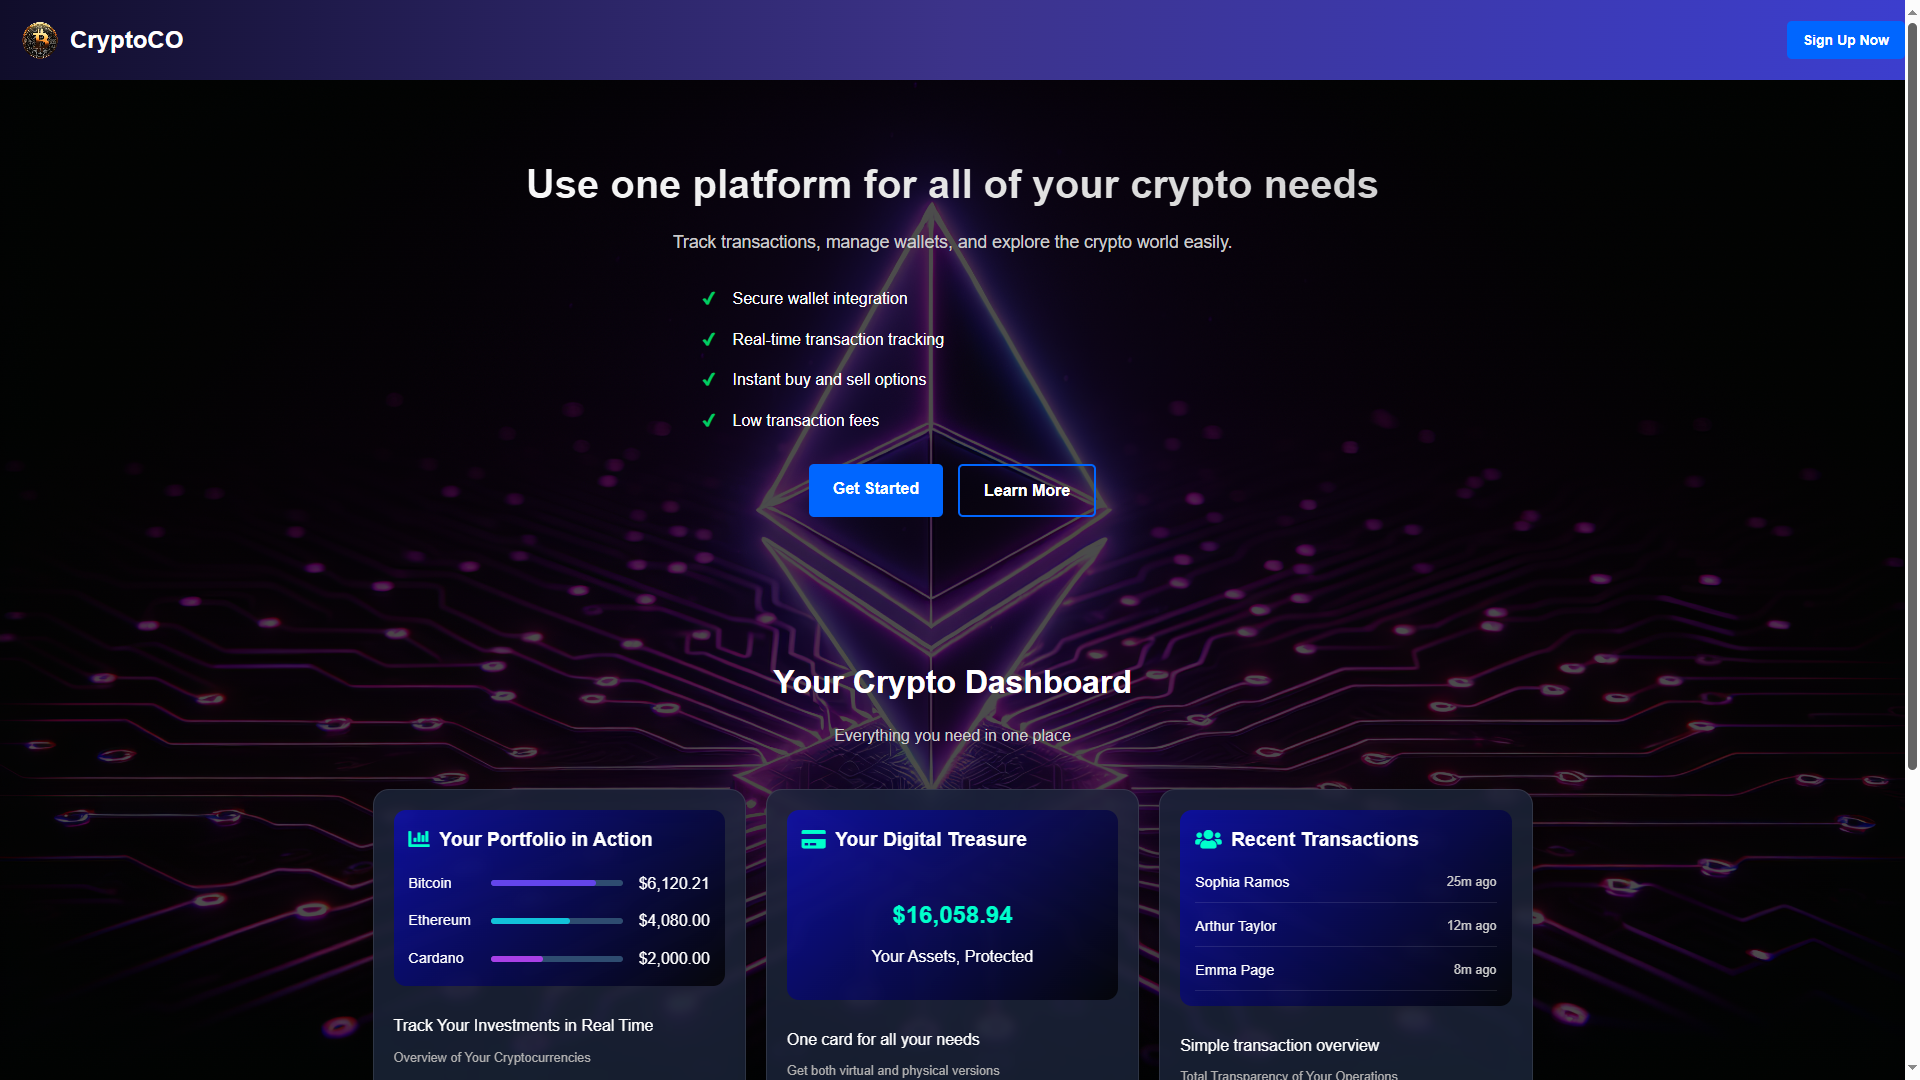 CryptoCO
Sign Up Now
Use one platform for all of your crypto needs
Track transactions, manage wallets, and explore the crypto world easily.
Secure wallet integration
Real-time transaction tracking
Instant buy and sell options
Low transaction fees
Get Started
Learn More
Your Crypto Dashboard
Everything you need in one place
Your Portfolio in Action
Bitcoin $6,120.21
Ethereum $4,080.00
Cardano $2,000.00
Track Your Investments in Real Time
Overview of Your Cryptocurrencies
Your Digital Treasure
$16,058.94
Your Assets, Protected
One card for all your needs
Get both virtual and physical versions
Recent Transactions
Sophia Ramos 25m ago
Arthur Taylor 12m ago
Emma Page 8m ago
Simple transaction overview
Total Transparency of Your Operations